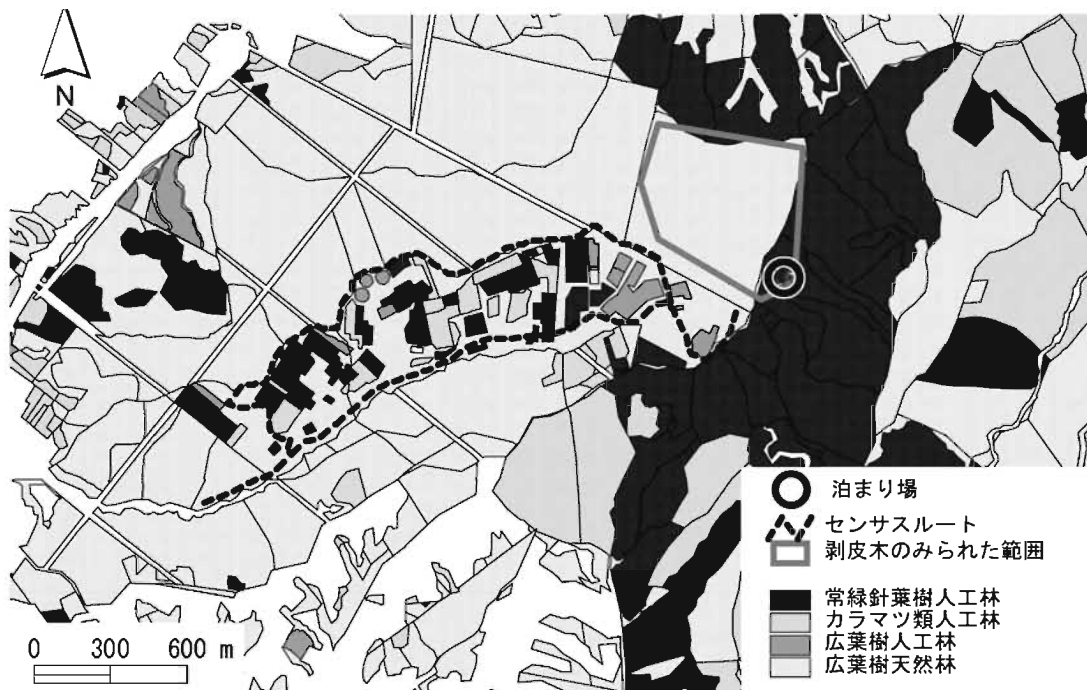 N
泊まり場
センサスルート
剥皮木のみられた範囲
常緑針葉樹人工林
カラマツ類人工林
広葉樹人工林
広葉樹天然林
0 300 600 m